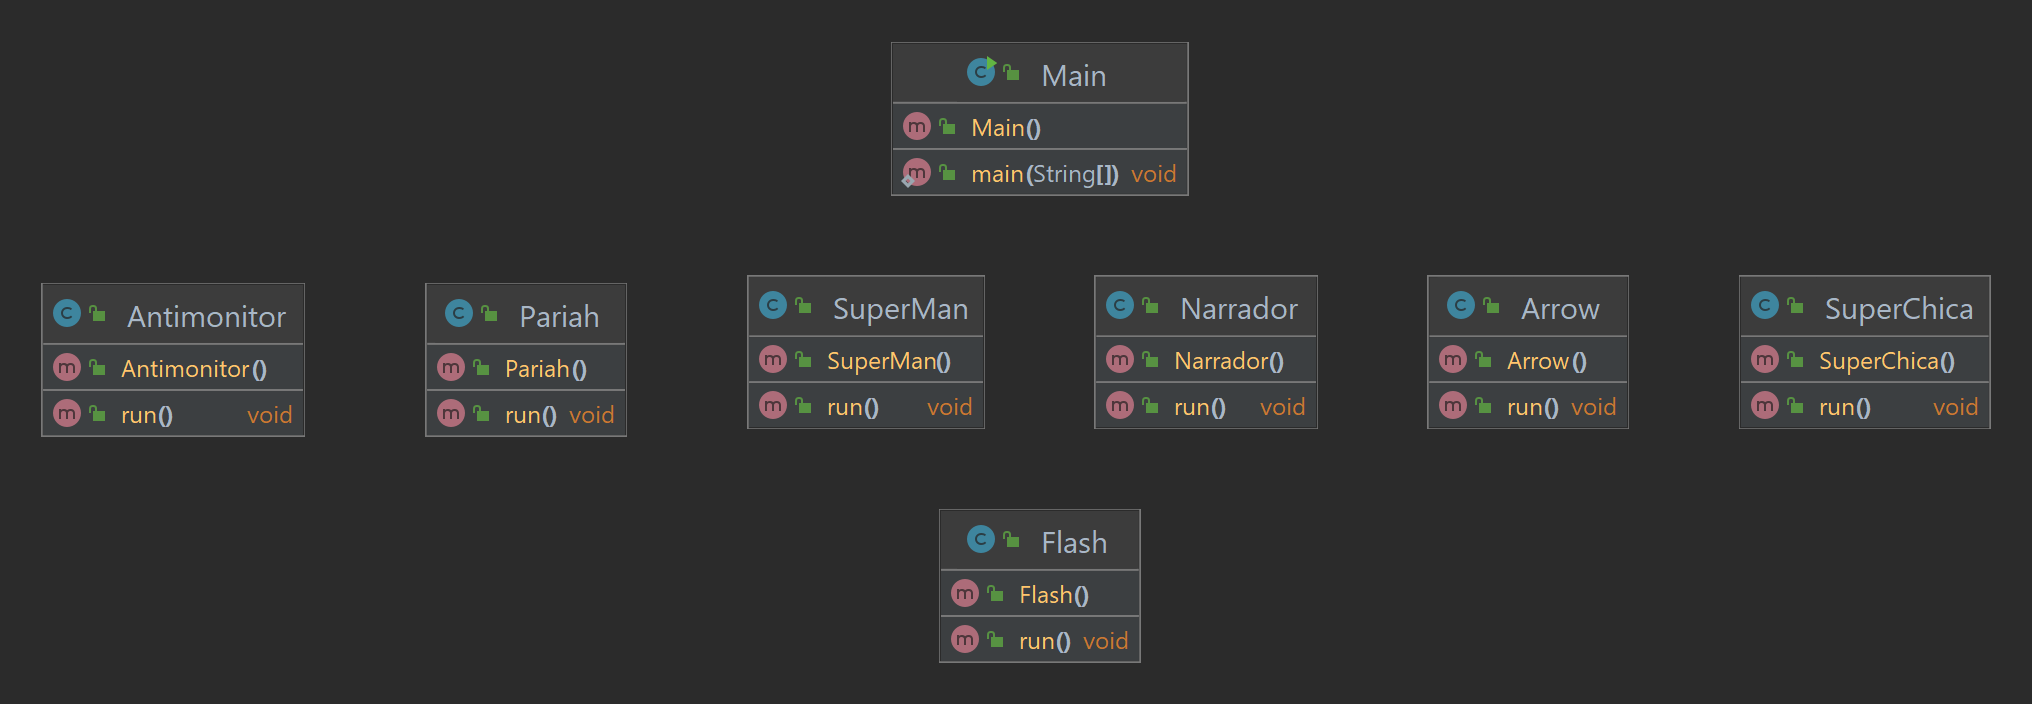 Main
Main()
main(String[]) void
Antimonitor
Antimonitor()
run() void
Pariah
Pariah()
run() void
SuperMan
SuperMan()
run() void
Narrador
Narrador()
run() void
Arrow
Arrow()
run() void
SuperChica
SuperChica()
run() void
Flash
Flash()
run() void